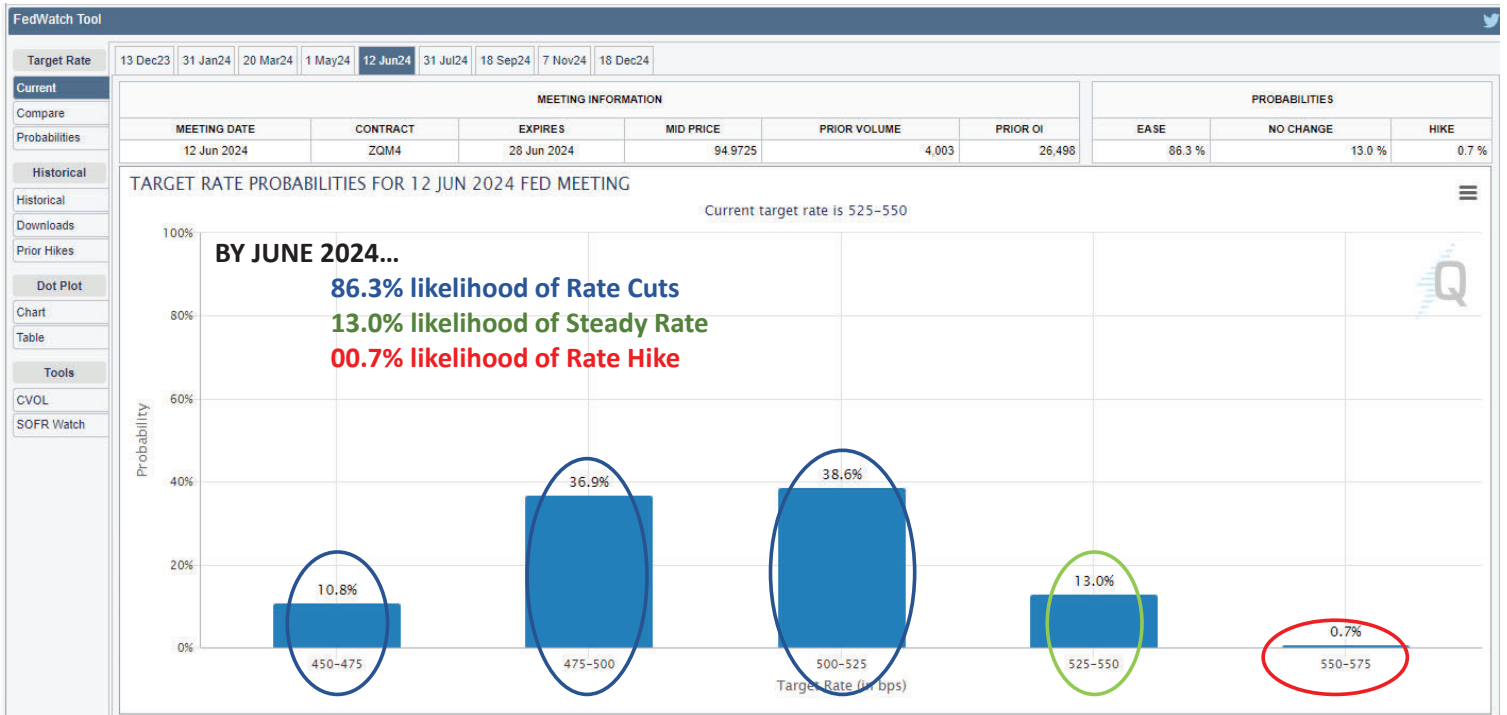 FedWatch Tool
Target Rate
Current
Compare
Probabilities
Historical
Historical
Downloads
Prior Hikes
Dot Plot
Chart
Table
Tools
CVOL
SOFR Watch
13 Dec23 31 Jan24 20 Mar24 1 May24 12 Jun24 31 Jul24 18 Sep24 7 Nov24 18 Dec24
MEETING INFORMATION
MEETING DATE CONTRACT EXPIRES MID PRICE PRIOR VOLUME PRIOR OI
12 Jun 2024 ZQM4 28 Jun 2024 94.9725 4,003 26,498
PROBABILITIES
EASE NO CHANGE HIKE
86.3 % 13.0 % 0.7 %
TARGET RATE PROBABILITIES FOR 12 JUN 2024 FED MEETING
Current target rate is 525-550
BY JUNE 2024...
86.3% likelihood of Rate Cuts
13.0% likelihood of Steady Rate
00.7% likelihood of Rate Hike
Q
Probability
100%
80%
60%
40%
20%
0%
10.8% 36.9% 38.6% 13.0% 0.7%
450-475 475-500 500-525 525-550 550-575
Target Rate (in bps)